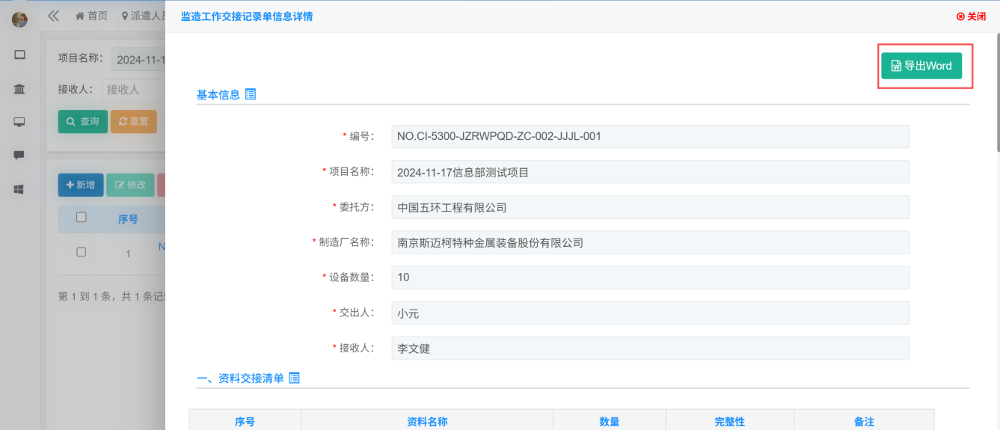 首页
派遣人员
监造工作交接记录单信息详情
关闭
项目名称:
2024-11-1
接收人:
接收人
查询
重置
新增
修改
序号
1
N
第 1 到 1 条，共 1 条记
导出Word
基本信息
* 编号:
NO.CI-5300-JZRWPQD-ZC-002-JJJL-001
* 项目名称:
2024-11-17信息部测试项目
* 委托方:
中国五环工程有限公司
* 制造厂名称:
南京斯迈柯特种金属装备股份有限公司
* 设备数量:
10
* 交出人:
小元
* 接收人:
李文健
一、资料交接清单
序号
资料名称
数量
完整性
备注